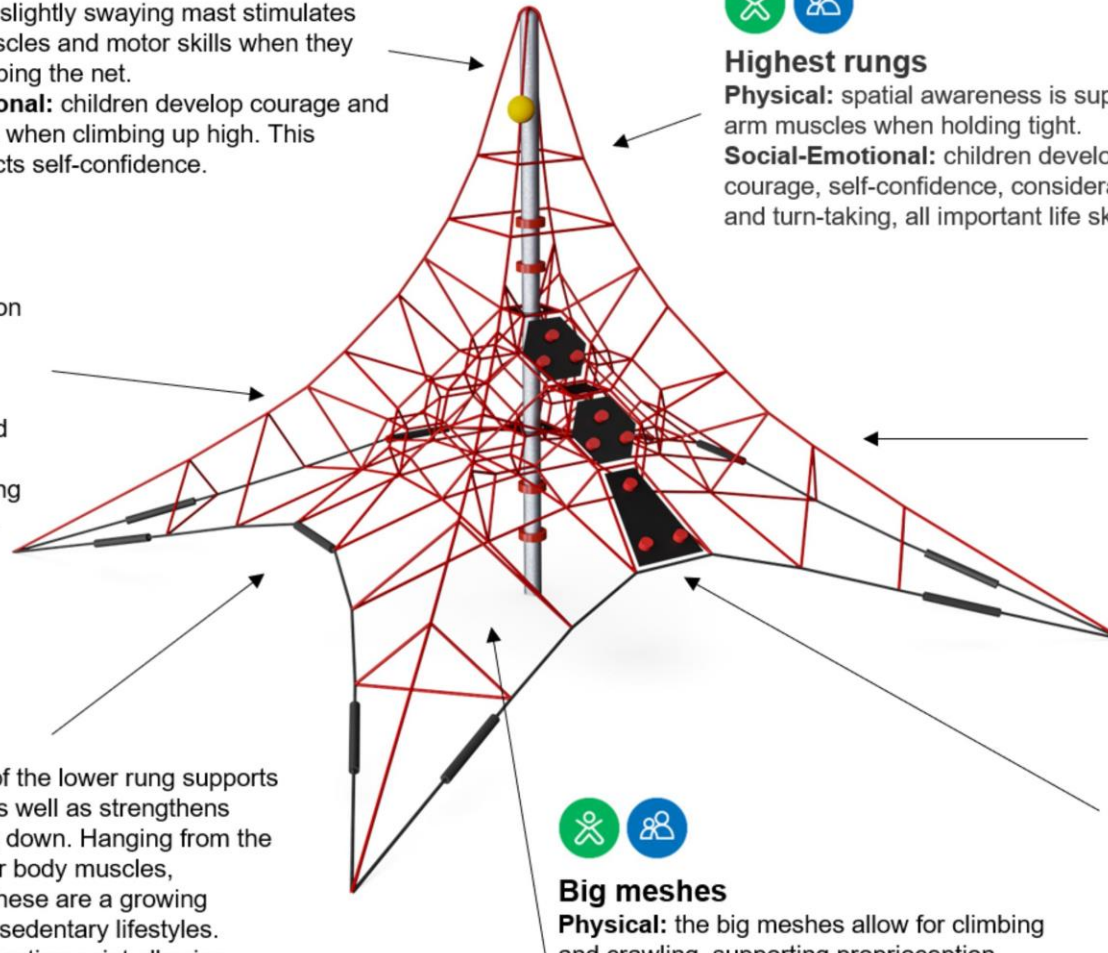 slightly swaying mast stimulates
scles and motor skills when they
bing the net.
onal: children develop courage and
when climbing up high. This
cts self-confidence.
Highest rungs
Physical: spatial awareness is sup
arm muscles when holding tight.
Social-Emotional: children develo
courage, self-confidence, considera
and turn-taking, all important life sk
on
d
ng
of the lower rung supports
s well as strengthens
down. Hanging from the
r body muscles,
hese are a growing
sedentary lifestyles.
Big meshes
Physical: the big meshes allow for climbing
and crawling, supporting proprioception